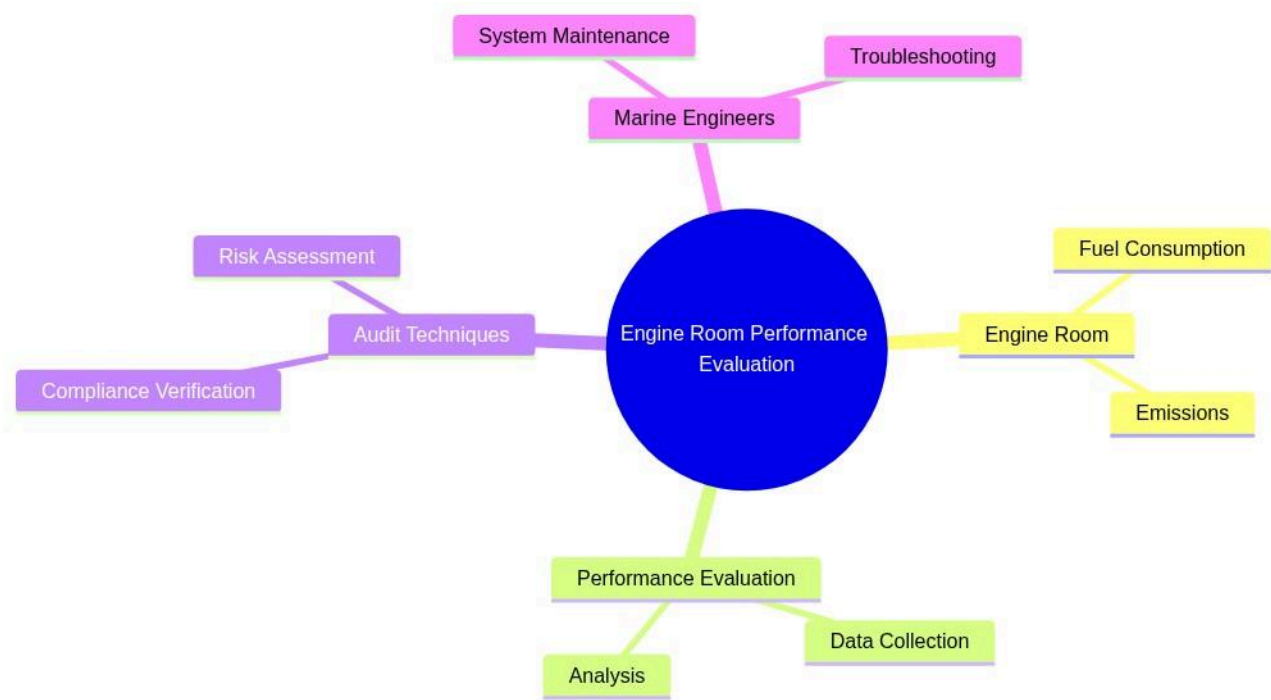 System Maintenance
Troubleshooting
Marine Engineers
Risk Assessment
Audit Techniques
Compliance Verification
Engine Room Performance
Evaluation
Fuel Consumption
Engine Room
Emissions
Performance Evaluation
Data Collection
Analysis